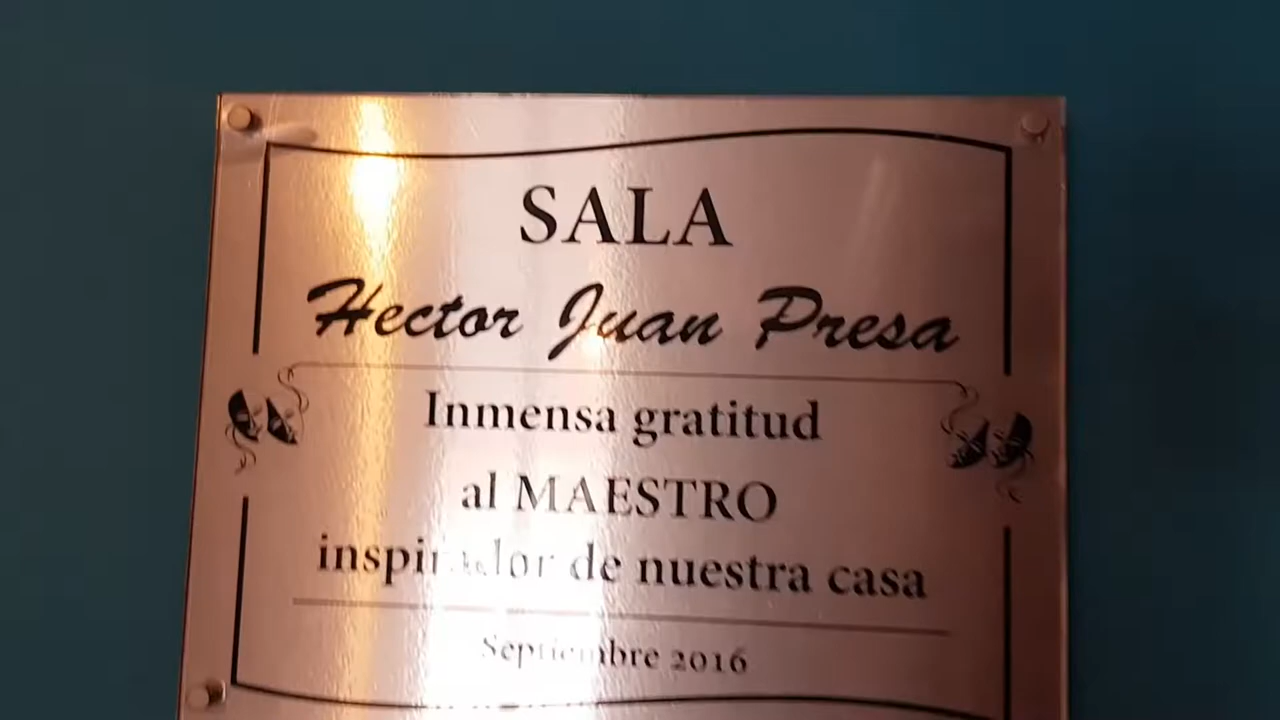 SALA
Hector Juan Presa
Inmensa gratitud
al MAESTRO
inspirador de nuestra casa
Septiembre 2016